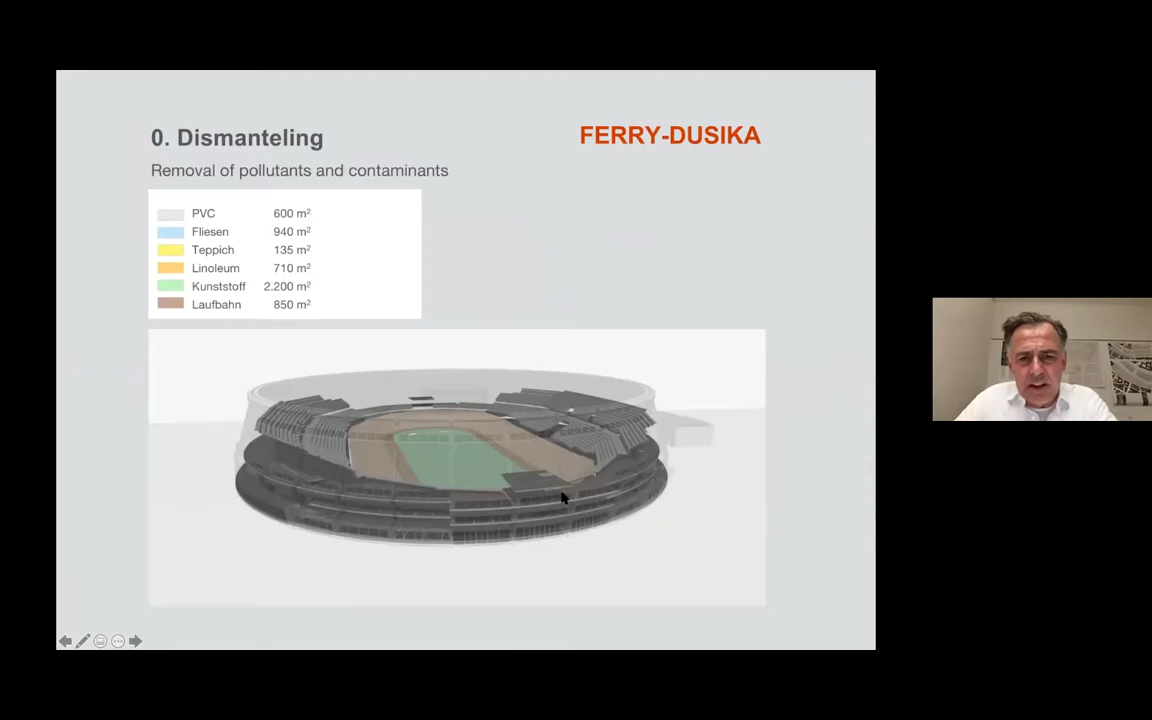 0. Dismanteling
FERRY-DUSIKA
Removal of pollutants and contaminants
PVC 600 m²
Fliesen 940 m²
Teppich 135 m²
Linoleum 710 m²
Kunststoff 2.200 m²
Laufbahn 850 m²